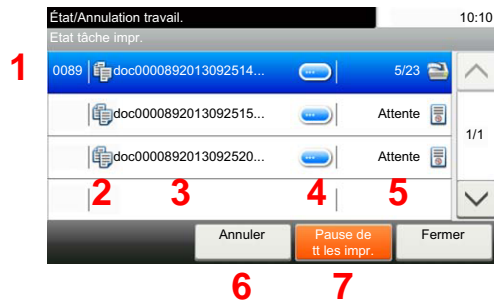 État/Annulation travail. 10:10
Etat tâche impr.
1
0089 doc0000892013092514... ... 5/23
doc0000892013092515... ... Attente
1/1
doc0000892013092520... ... Attente
2 3 4 5
Annuler Pause de Fermer
tt les impr.
6 7